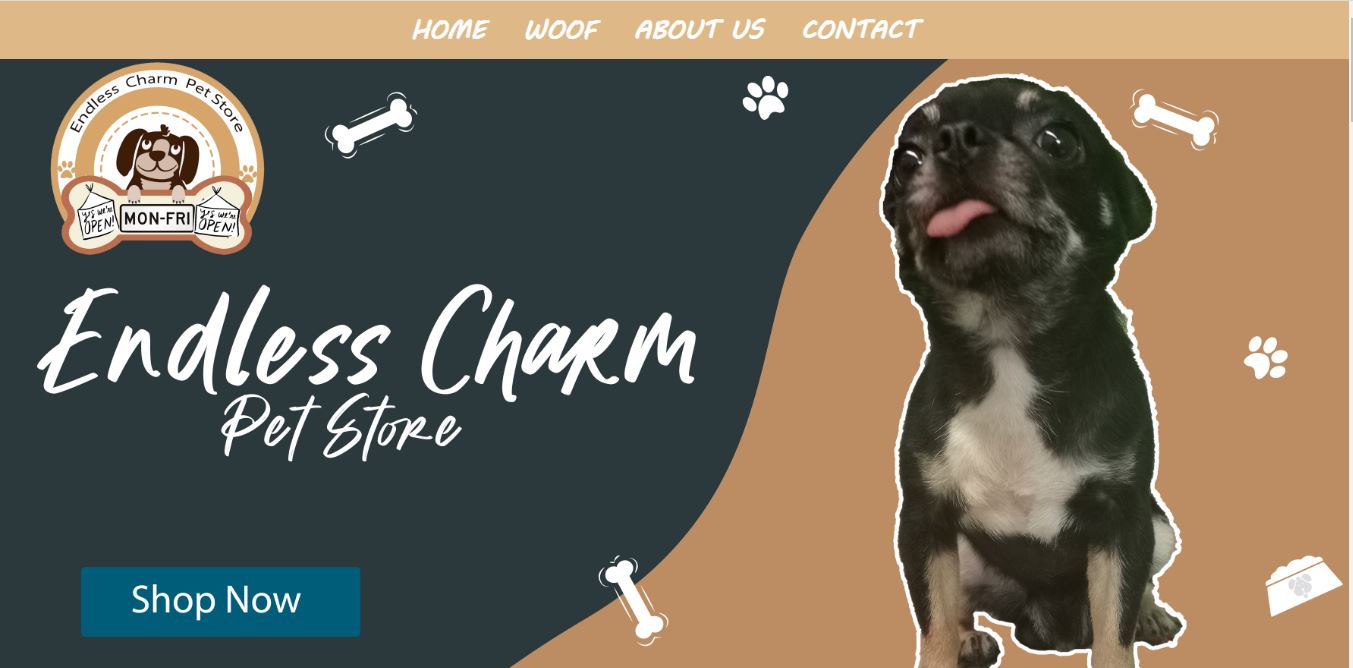 HOME WOOF ABOUT US CONTACT
Endless Charm Pet Store
YES WE'RE OPEN!
MON-FRI
YES WE'RE OPEN!
Endless Charm
Pet Store
Shop Now